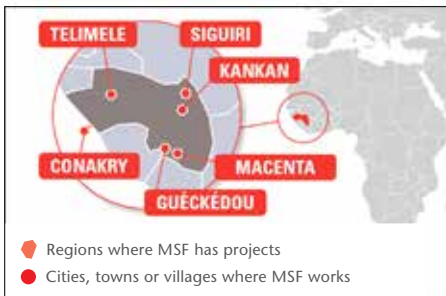 TELIMELE
SIGUIRI
KANKAN
CONAKRY
MACENTA
GUÉCKÉDOU
Regions where MSF has projects
Cities, towns or villages where MSF works